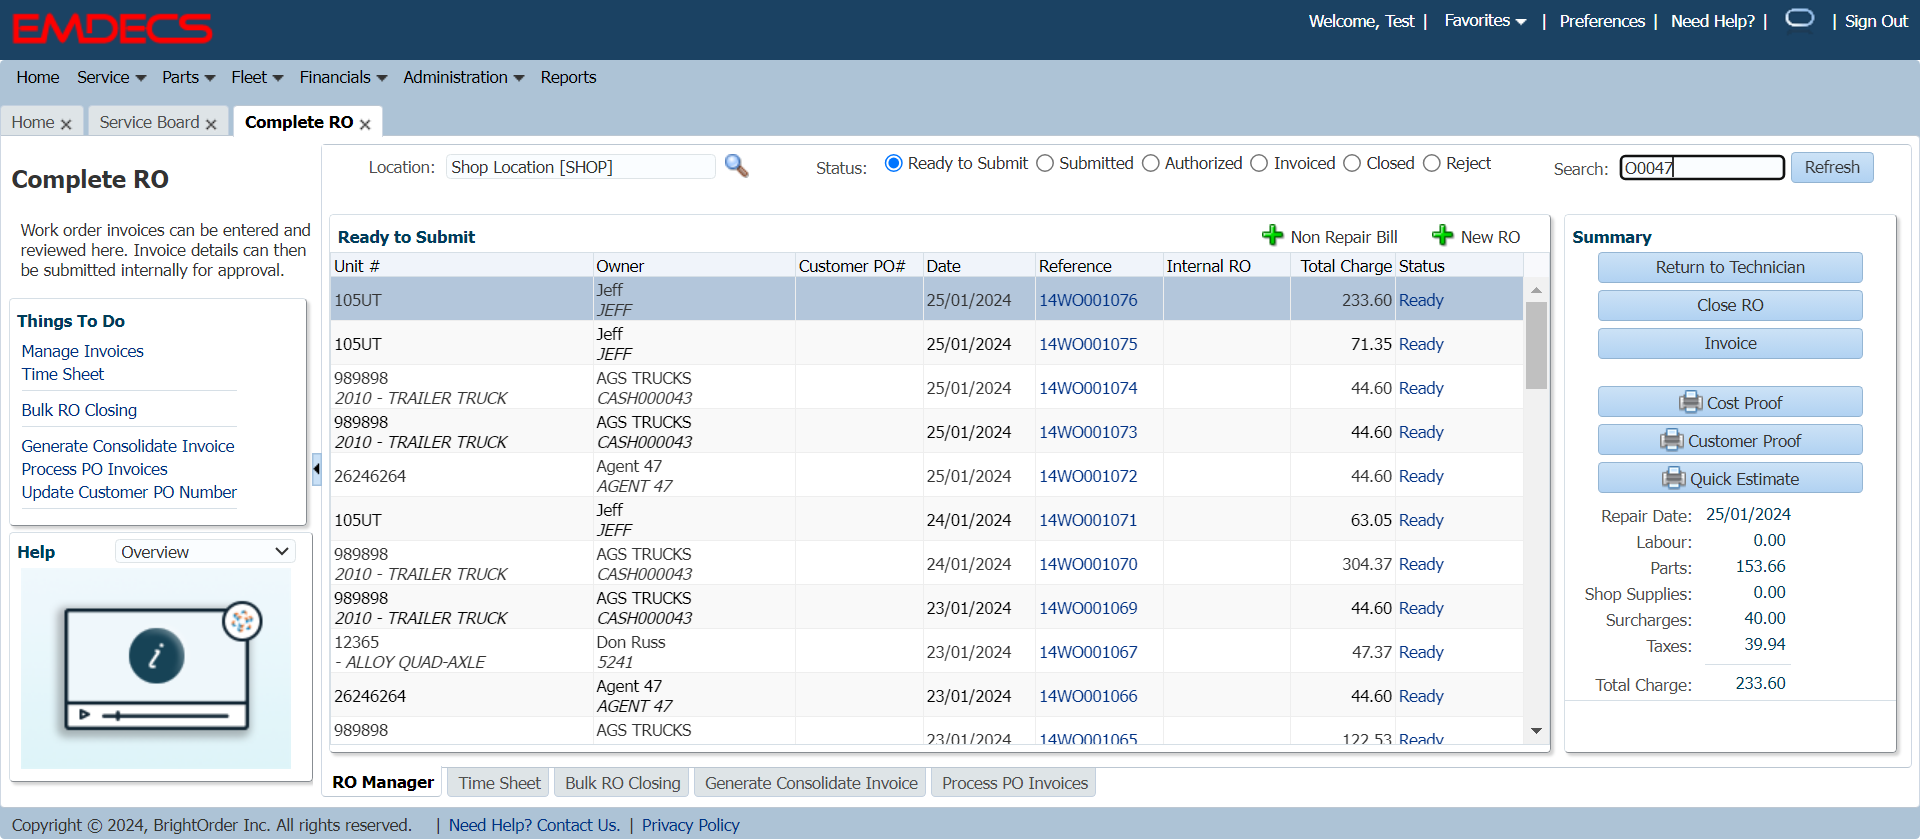 EMDECS
Welcome, Test | Favorites | Preferences | Need Help? | | Sign Out
Home Service Parts Fleet Financials Administration Reports
Home Service Board Complete RO
Complete RO
Work order invoices can be entered and
reviewed here. Invoice details can then
be submitted internally for approval.
Things To Do
Manage Invoices
Time Sheet
Bulk RO Closing
Generate Consolidate Invoice
Process PO Invoices
Update Customer PO Number
Help Overview
Location: Shop Location [SHOP] Status: Ready to Submit Submitted Authorized Invoiced Closed Reject Search: O0047 Refresh
Ready to Submit Non Repair Bill New RO
Unit # Owner Customer PO# Date Reference Internal RO Total Charge Status
105UT Jeff 25/01/2024 14WO001076 233.60 Ready
JEFF
105UT Jeff 25/01/2024 14WO001075 71.35 Ready
JEFF
989898 AGS TRUCKS 25/01/2024 14WO001074 44.60 Ready
2010 - TRAILER TRUCK CASH000043
989898 AGS TRUCKS 25/01/2024 14WO001073 44.60 Ready
2010 - TRAILER TRUCK CASH000043
26246264 Agent 47 25/01/2024 14WO001072 44.60 Ready
AGENT 47
105UT Jeff 24/01/2024 14WO001071 63.05 Ready
JEFF
989898 AGS TRUCKS 24/01/2024 14WO001070 304.37 Ready
2010 - TRAILER TRUCK CASH000043
989898 AGS TRUCKS 23/01/2024 14WO001069 44.60 Ready
2010 - TRAILER TRUCK CASH000043
12365 Don Russ 23/01/2024 14WO001067 47.37 Ready
- ALLOY QUAD-AXLE 5241
26246264 Agent 47 23/01/2024 14WO001066 44.60 Ready
AGENT 47
989898 AGS TRUCKS 23/01/2024 14WO001065 122.53 Ready
Summary
Return to Technician
Close RO
Invoice
Cost Proof
Customer Proof
Quick Estimate
Repair Date: 25/01/2024
Labour: 0.00
Parts: 153.66
Shop Supplies: 0.00
Surcharges: 40.00
Taxes: 39.94
Total Charge: 233.60
RO Manager Time Sheet Bulk RO Closing Generate Consolidate Invoice Process PO Invoices
Copyright © 2024, BrightOrder Inc. All rights reserved. | Need Help? Contact Us. | Privacy Policy